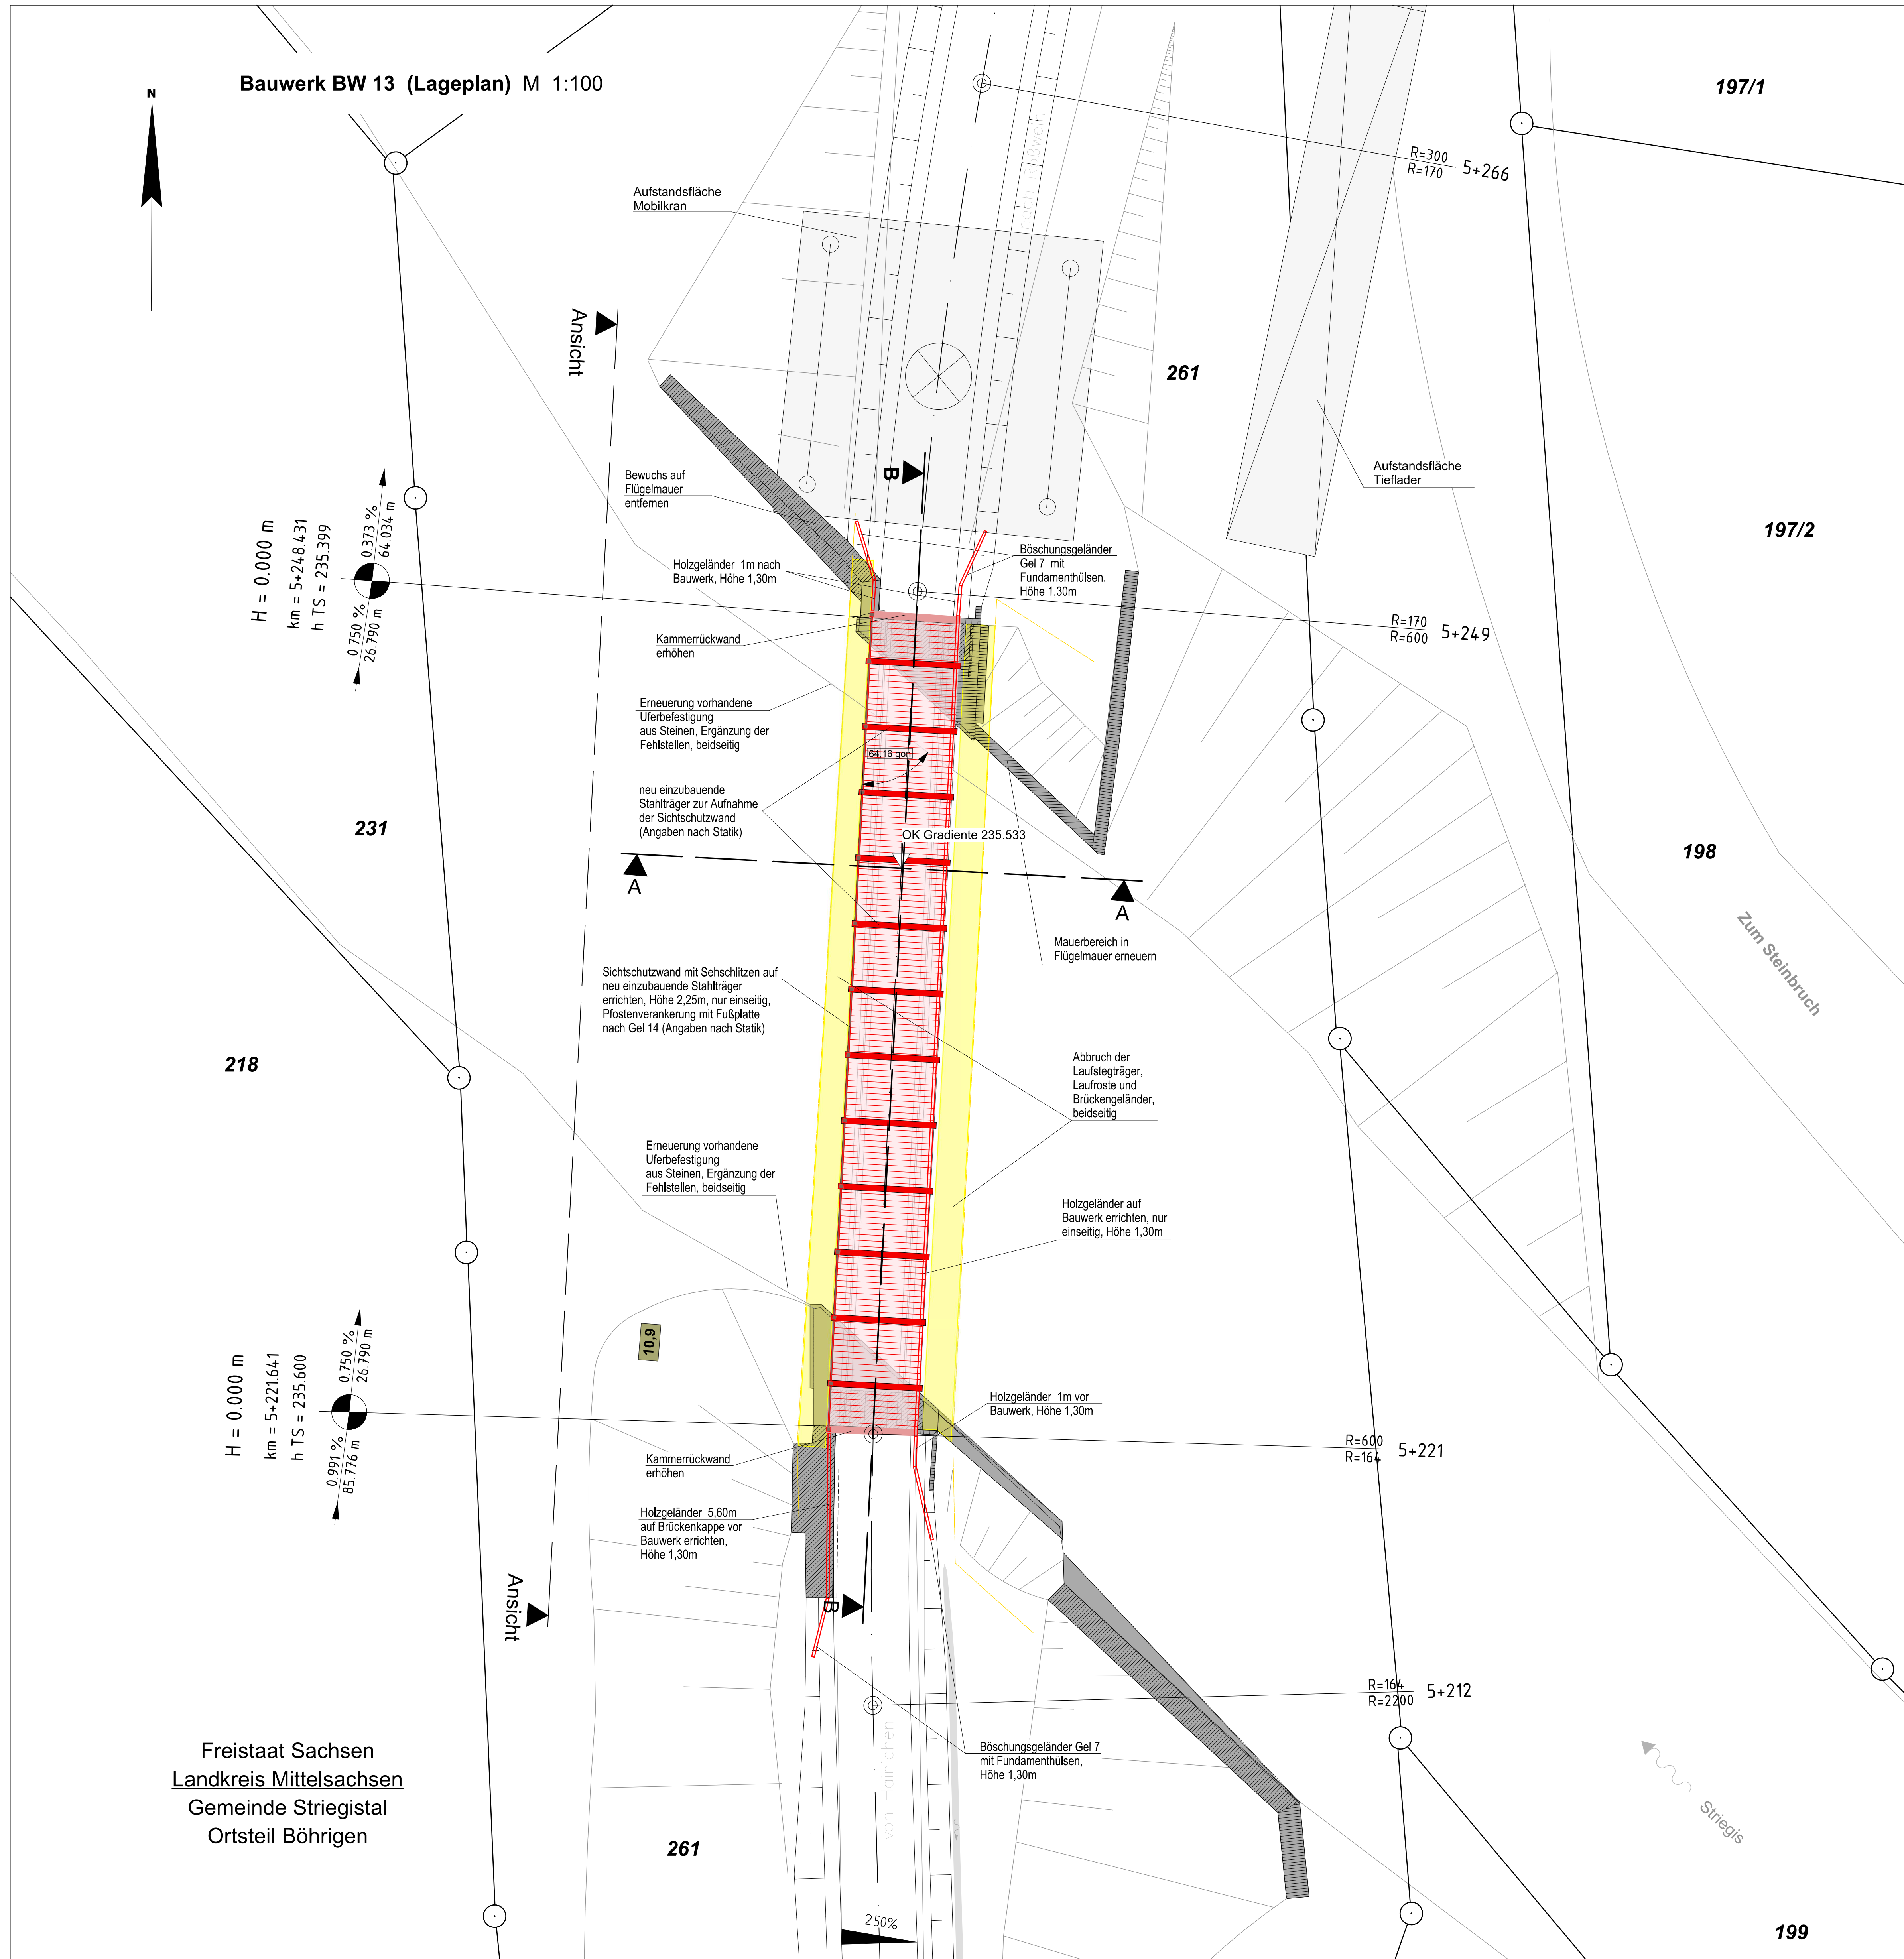 Bauwerk BW 13 (Lageplan) M 1:100
N
197/1
nach Roßwein
R=300
R=170
5+266
Aufstandsfläche
Mobilkran
Ansicht
261
Aufstandsfläche
Tieflader
B
Bewuchs auf
Flügelmauer
entfernen
197/2
H = 0.000 m
km = 5+248.431
h TS = 235.399
0.373 %
64.034 m
0.750 %
26.790 m
Holzgeländer 1m nach
Bauwerk, Höhe 1,30m
Böschungsgeländer
Gel 7 mit
Fundamenthülsen,
Höhe 1,30m
R=170
R=600
5+249
Kammerrückwand
erhöhen
Erneuerung vorhandene
Uferbefestigung
aus Steinen, Ergänzung der
Fehlstellen, beidseitig
64,16 gon
neu einzubauende
Stahlträger zur Aufnahme
der Sichtschutzwand
(Angaben nach Statik)
231
OK Gradiente 235.533
198
A
A
Mauerbereich in
Flügelmauer erneuern
Zum Steinbruch
Sichtschutzwand mit Sehschlitzen auf
neu einzubauende Stahlträger
errichten, Höhe 2,25m, nur einseitig,
Pfostenverankerung mit Fußplatte
nach Gel 14 (Angaben nach Statik)
218
Abbruch der
Laufstegträger,
Laufroste und
Brückengeländer,
beidseitig
Erneuerung vorhandene
Uferbefestigung
aus Steinen, Ergänzung der
Fehlstellen, beidseitig
Holzgeländer auf
Bauwerk errichten, nur
einseitig, Höhe 1,30m
10,9
H = 0.000 m
km = 5+221.641
h TS = 235.600
0.750 %
26.790 m
0.991 %
85.776 m
Holzgeländer 1m vor
Bauwerk, Höhe 1,30m
R=600
R=164
5+221
Kammerrückwand
erhöhen
Holzgeländer 5,60m
auf Brückenkappe vor
Bauwerk errichten,
Höhe 1,30m
Ansicht
B
R=164
R=2200
5+212
von Hainichen
Böschungsgeländer Gel 7
mit Fundamenthülsen,
Höhe 1,30m
Freistaat Sachsen
Landkreis Mittelsachsen
Gemeinde Striegistal
Ortsteil Böhrigen
Striegis
261
2.50%
199